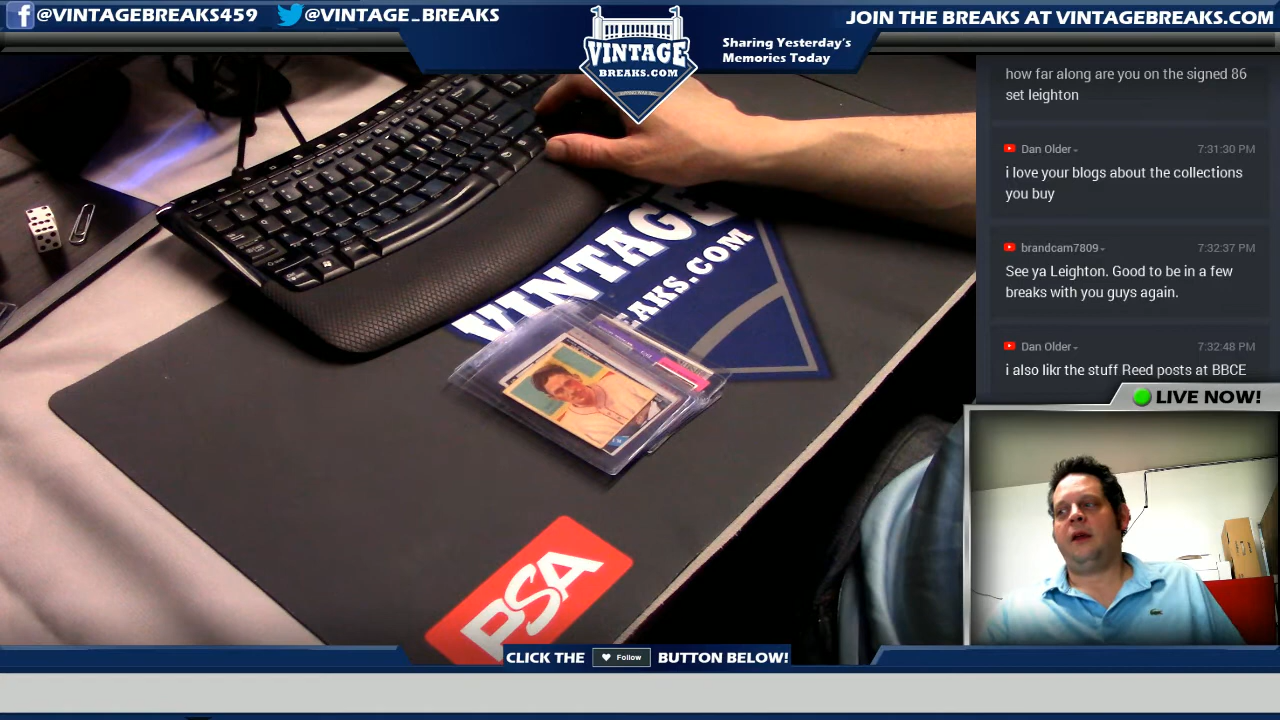 @VINTAGEBREAKS459
@VINTAGE_BREAKS
JOIN THE BREAKS AT VINTAGEBREAKS.COM
VINTAGE
BREAKS.COM
Sharing Yesterday's
Memories Today
how far along are you on the signed 86
set leighton
Dan Older
7:31:30 PM
i love your blogs about the collections
you buy
brandcam7809
7:32:37 PM
See ya Leighton. Good to be in a few
breaks with you guys again.
Dan Older
7:32:48 PM
i also likr the stuff Reed posts at BBCE
LIVE NOW!
VINTAGE
EAKS.COM
PSA
CLICK THE
Follow
BUTTON BELOW!